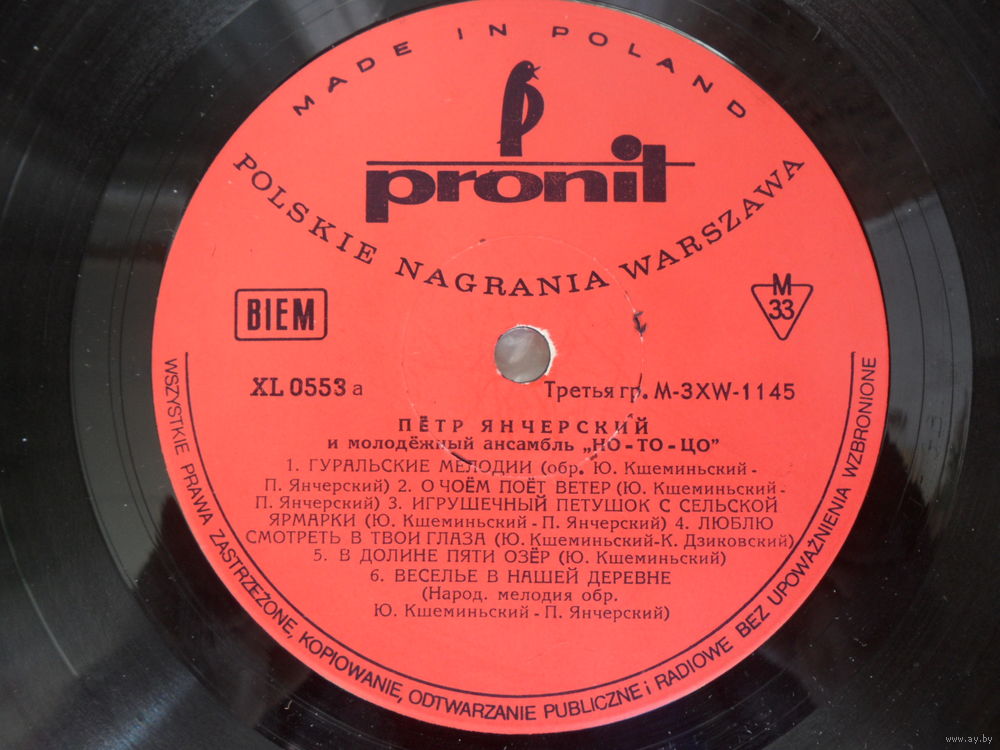 MADE IN POLAND
pronit
POLSKIE NAGRANIA WARSZAWA
BIEM
M
33
XL 0553 a
Третья гр. M-3XW-1145
ПЁТР ЯНЧЕРСКИЙ
и молодёжный ансамбль „НО-ТО-ЦО”
1. ГУРАЛЬСКИЕ МЕЛОДИИ (обр. Ю. Кшеминьский -
П. Янчерский) 2. О ЧОЁМ ПОЁТ ВЕТЕР (Ю. Кшеминьский -
П. Янчерский) 3. ИГРУШЕЧНЫЙ ПЕТУШОК С СЕЛЬСКОЙ
ЯРМАРКИ (Ю. Кшеминьский - П. Янчерский) 4. ЛЮБЛЮ
СМОТРЕТЬ В ТВОИ ГЛАЗА (Ю. Кшеминьский-К. Дзиковский)
5. В ДОЛИНЕ ПЯТИ ОЗЁР (Ю. Кшеминьский)
6. ВЕСЕЛЬЕ В НАШЕЙ ДЕРЕВНЕ
(Народ. мелодия обр.
Ю. Кшеминьский - П. Янчерский)
WSZYSTKIE PRAWA ZASTRZEŻONE, KOPIOWANIE, ODTWARZANIE PUBLICZNE i RADIOWE BEZ UPOWAŻNIENIA WZBRONIONE
www.ay.by